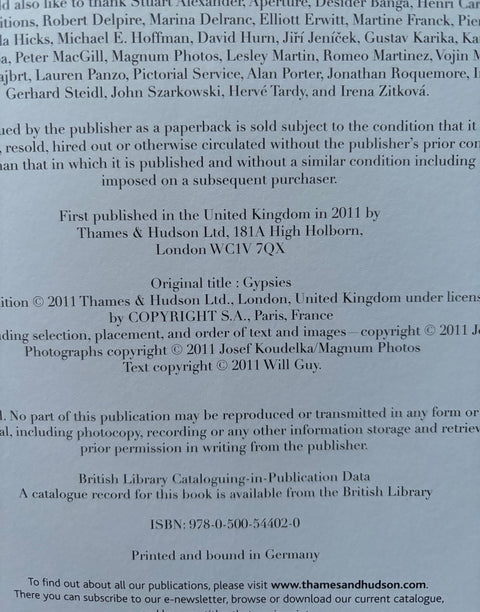 ld also like to thank Stuart Alexander, Aperture, Desider Banga, Henri Car
itions, Robert Delpire, Marina Delranc, Elliott Erwitt, Martine Franck, Pier
la Hicks, Michael E. Hoffman, David Hurn, Jiří Jeníček, Gustav Karika, Ka
a, Peter MacGill, Magnum Photos, Lesley Martin, Romeo Martinez, Vojin M
ajbrt, Lauren Panzo, Pictorial Service, Alan Porter, Jonathan Roquemore, I
Gerhard Steidl, John Szarkowski, Hervé Tardy, and Irena Zitková.
ued by the publisher as a paperback is sold subject to the condition that it
, resold, hired out or otherwise circulated without the publisher's prior con
han that in which it is published and without a similar condition including
imposed on a subsequent purchaser.
First published in the United Kingdom in 2011 by
Thames & Hudson Ltd, 181A High Holborn,
London WC1V 7QX
Original title : Gypsies
dition © 2011 Thames & Hudson Ltd., London, United Kingdom under licens
by COPYRIGHT S.A., Paris, France
ding selection, placement, and order of text and images – copyright © 2011 Jo
Photographs copyright © 2011 Josef Koudelka/Magnum Photos
Text copyright © 2011 Will Guy.
d. No part of this publication may be reproduced or transmitted in any form or
al, including photocopy, recording or any other information storage and retriev
prior permission in writing from the publisher.
British Library Cataloguing-in-Publication Data
A catalogue record for this book is available from the British Library
ISBN: 978-0-500-54402-0
Printed and bound in Germany
To find out about all our publications, please visit www.thamesandhudson.com.
There you can subscribe to our e-newsletter, browse or download our current catalogue,